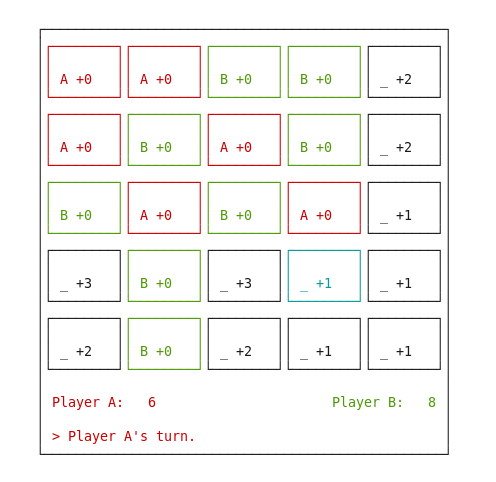 A +0 A +0 B +0 B +0 _ +2
A +0 B +0 A +0 B +0 _ +2
B +0 A +0 B +0 A +0 _ +1
_ +3 B +0 _ +3 _ +1 _ +1
_ +2 B +0 _ +2 _ +1 _ +1
Player A: 6 Player B: 8
> Player A's turn.